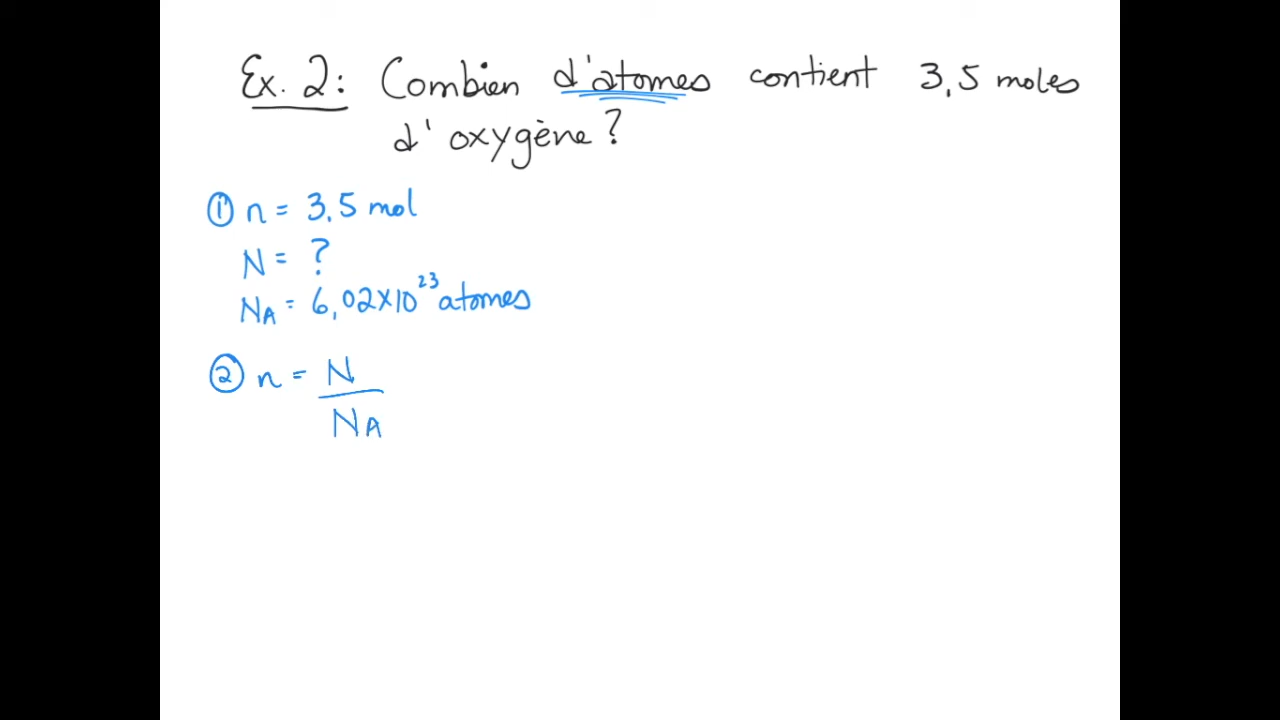 Ex. 2: Combien d'atomes contient 3,5 moles
d'oxygène?
① n = 3,5 mol
N = ?
NA = 6,02x10²³ atomes
② n = N
NA